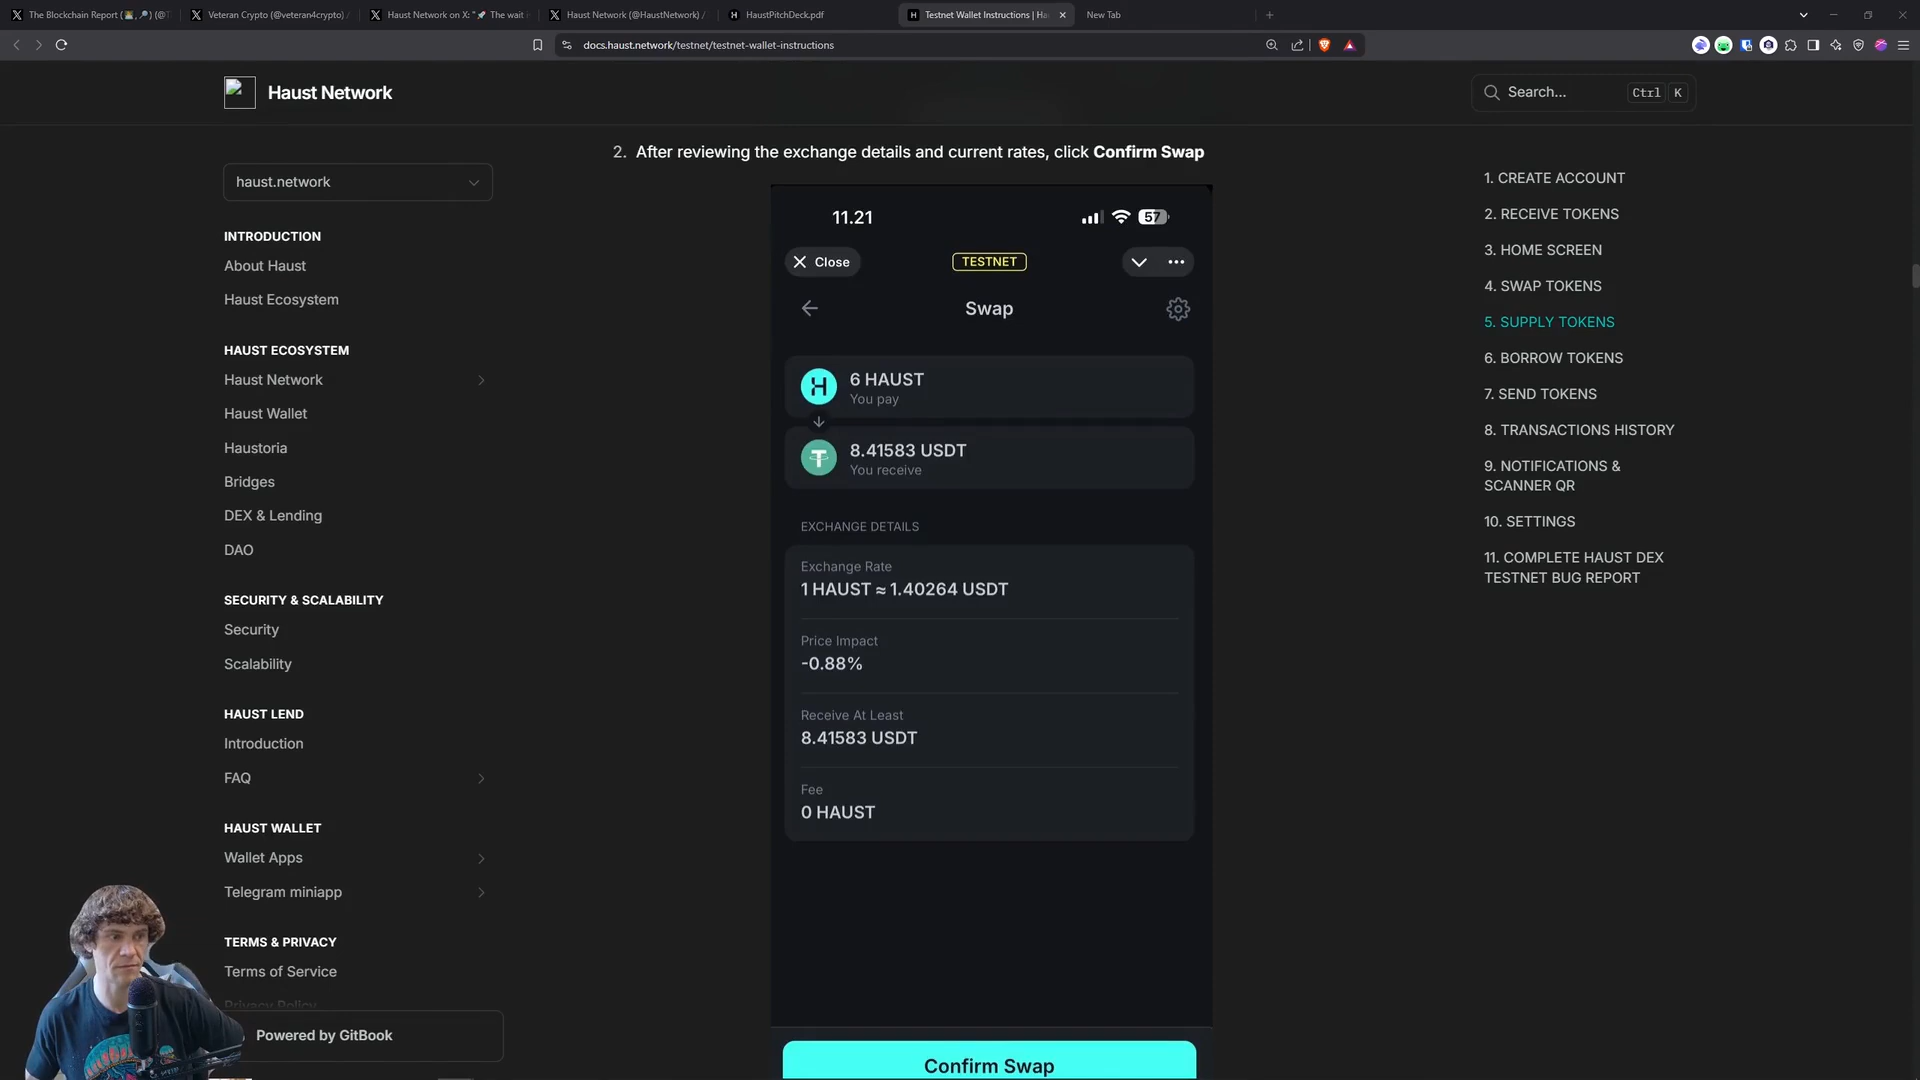 The Blockchain Report
Veteran Crypto (@veteran4crypto) /
Haust Network on X: "🚀 The wait
Haust Network (@HaustNetwork) /
HaustPitchDeck.pdf
Testnet Wallet Instructions | Ha
New Tab
docs.haust.network/testnet/testnet-wallet-instructions
Haust Network
Search...
Ctrl K
haust.network
INTRODUCTION
About Haust
Haust Ecosystem
HAUST ECOSYSTEM
Haust Network
Haust Wallet
Haustoria
Bridges
DEX & Lending
DAO
SECURITY & SCALABILITY
Security
Scalability
HAUST LEND
Introduction
FAQ
HAUST WALLET
Wallet Apps
Telegram miniapp
TERMS & PRIVACY
Terms of Service
Privacy Policy
Powered by GitBook
2. After reviewing the exchange details and current rates, click Confirm Swap
11.21
57
Close
TESTNET
Swap
6 HAUST
You pay
8.41583 USDT
You receive
EXCHANGE DETAILS
Exchange Rate
1 HAUST ≈ 1.40264 USDT
Price Impact
-0.88%
Receive At Least
8.41583 USDT
Fee
0 HAUST
Confirm Swap
1. CREATE ACCOUNT
2. RECEIVE TOKENS
3. HOME SCREEN
4. SWAP TOKENS
5. SUPPLY TOKENS
6. BORROW TOKENS
7. SEND TOKENS
8. TRANSACTIONS HISTORY
9. NOTIFICATIONS &
SCANNER QR
10. SETTINGS
11. COMPLETE HAUST DEX
TESTNET BUG REPORT